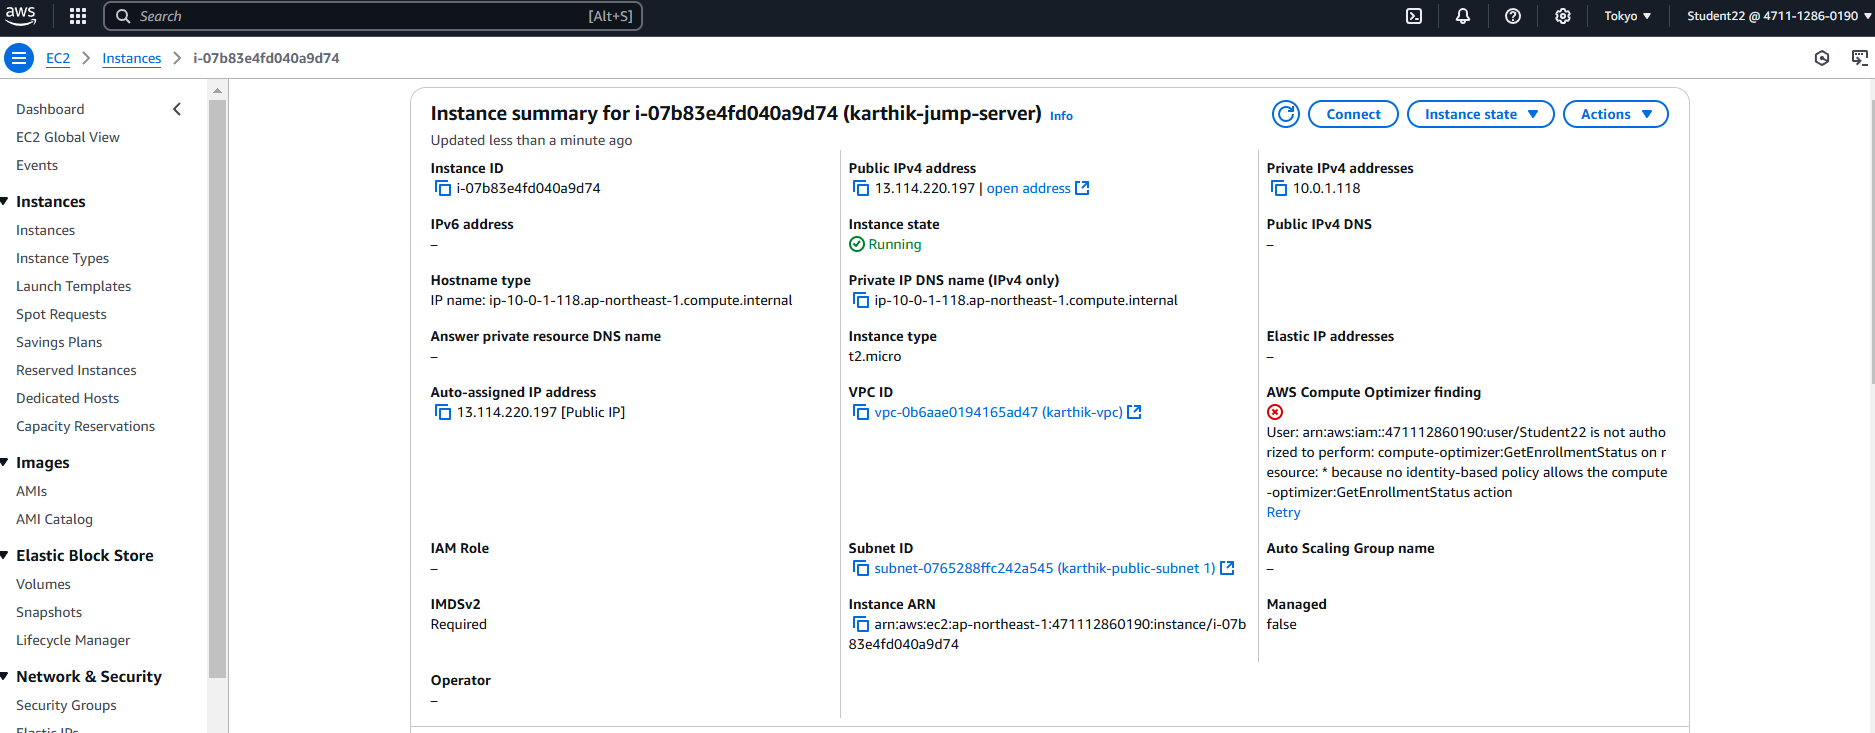 aws
Search
[Alt+S]
Tokyo
Student22 @ 4711-1286-0190
EC2
Instances
i-07b83e4fd040a9d74
Dashboard
EC2 Global View
Events
Instances
Instances
Instance Types
Launch Templates
Spot Requests
Savings Plans
Reserved Instances
Dedicated Hosts
Capacity Reservations
Images
AMIs
AMI Catalog
Elastic Block Store
Volumes
Snapshots
Lifecycle Manager
Network & Security
Security Groups
Elastic IPs
Instance summary for i-07b83e4fd040a9d74 (karthik-jump-server) Info
Updated less than a minute ago
Connect
Instance state
Actions
Instance ID
i-07b83e4fd040a9d74
Public IPv4 address
13.114.220.197 | open address
Private IPv4 addresses
10.0.1.118
IPv6 address
–
Instance state
Running
Public IPv4 DNS
–
Hostname type
IP name: ip-10-0-1-118.ap-northeast-1.compute.internal
Private IP DNS name (IPv4 only)
ip-10-0-1-118.ap-northeast-1.compute.internal
Answer private resource DNS name
–
Instance type
t2.micro
Elastic IP addresses
–
Auto-assigned IP address
13.114.220.197 [Public IP]
VPC ID
vpc-0b6aae0194165ad47 (karthik-vpc)
AWS Compute Optimizer finding
User: arn:aws:iam::471112860190:user/Student22 is not autho
rized to perform: compute-optimizer:GetEnrollmentStatus on r
esource: * because no identity-based policy allows the compute
-optimizer:GetEnrollmentStatus action
Retry
IAM Role
–
Subnet ID
subnet-0765288ffc242a545 (karthik-public-subnet 1)
Auto Scaling Group name
–
IMDSv2
Required
Instance ARN
arn:aws:ec2:ap-northeast-1:471112860190:instance/i-07b
83e4fd040a9d74
Managed
false
Operator
–